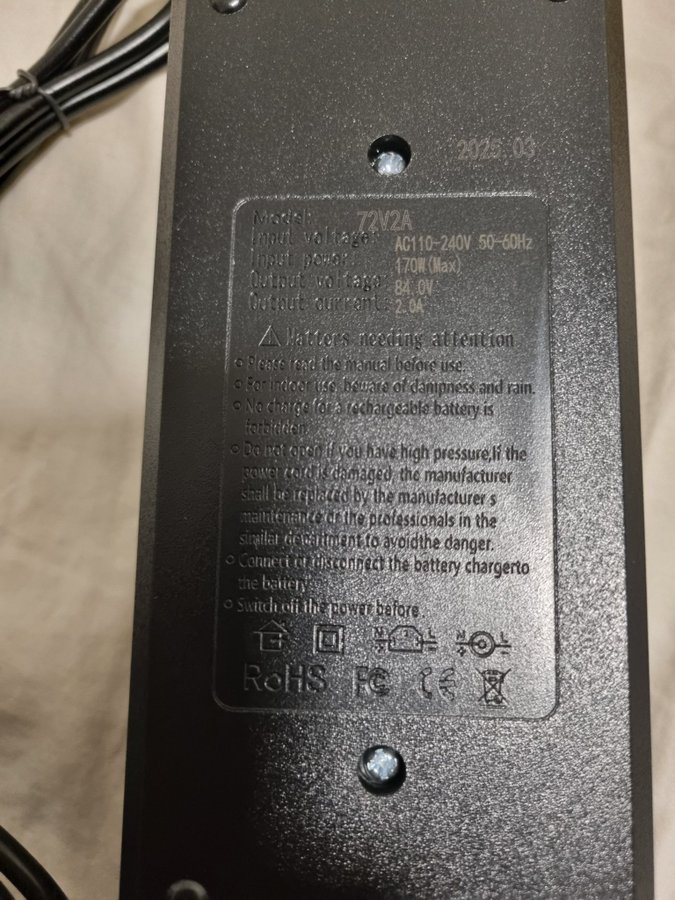 2025 03
Model: 72V2A
Input voltage: AC110-240V 50-60Hz
Input power: 170W(Max)
Output voltage: 84.0V
Output current: 2.0A
Matters needing attention
Please read the manual before use.
For indoor use, beware of dampness and rain.
No charge for a rechargeable battery is
forbidden
Do not open if you have high pressure,If the
power cord is damaged, the manufacturer
shall be replaced by the manufacturer s
maintenance or the professionals in the
similar department to avoidthe danger.
Connect or disconnect the battery chargerto
the battery
Switch off the power before
N L N L
RoHS FC CE